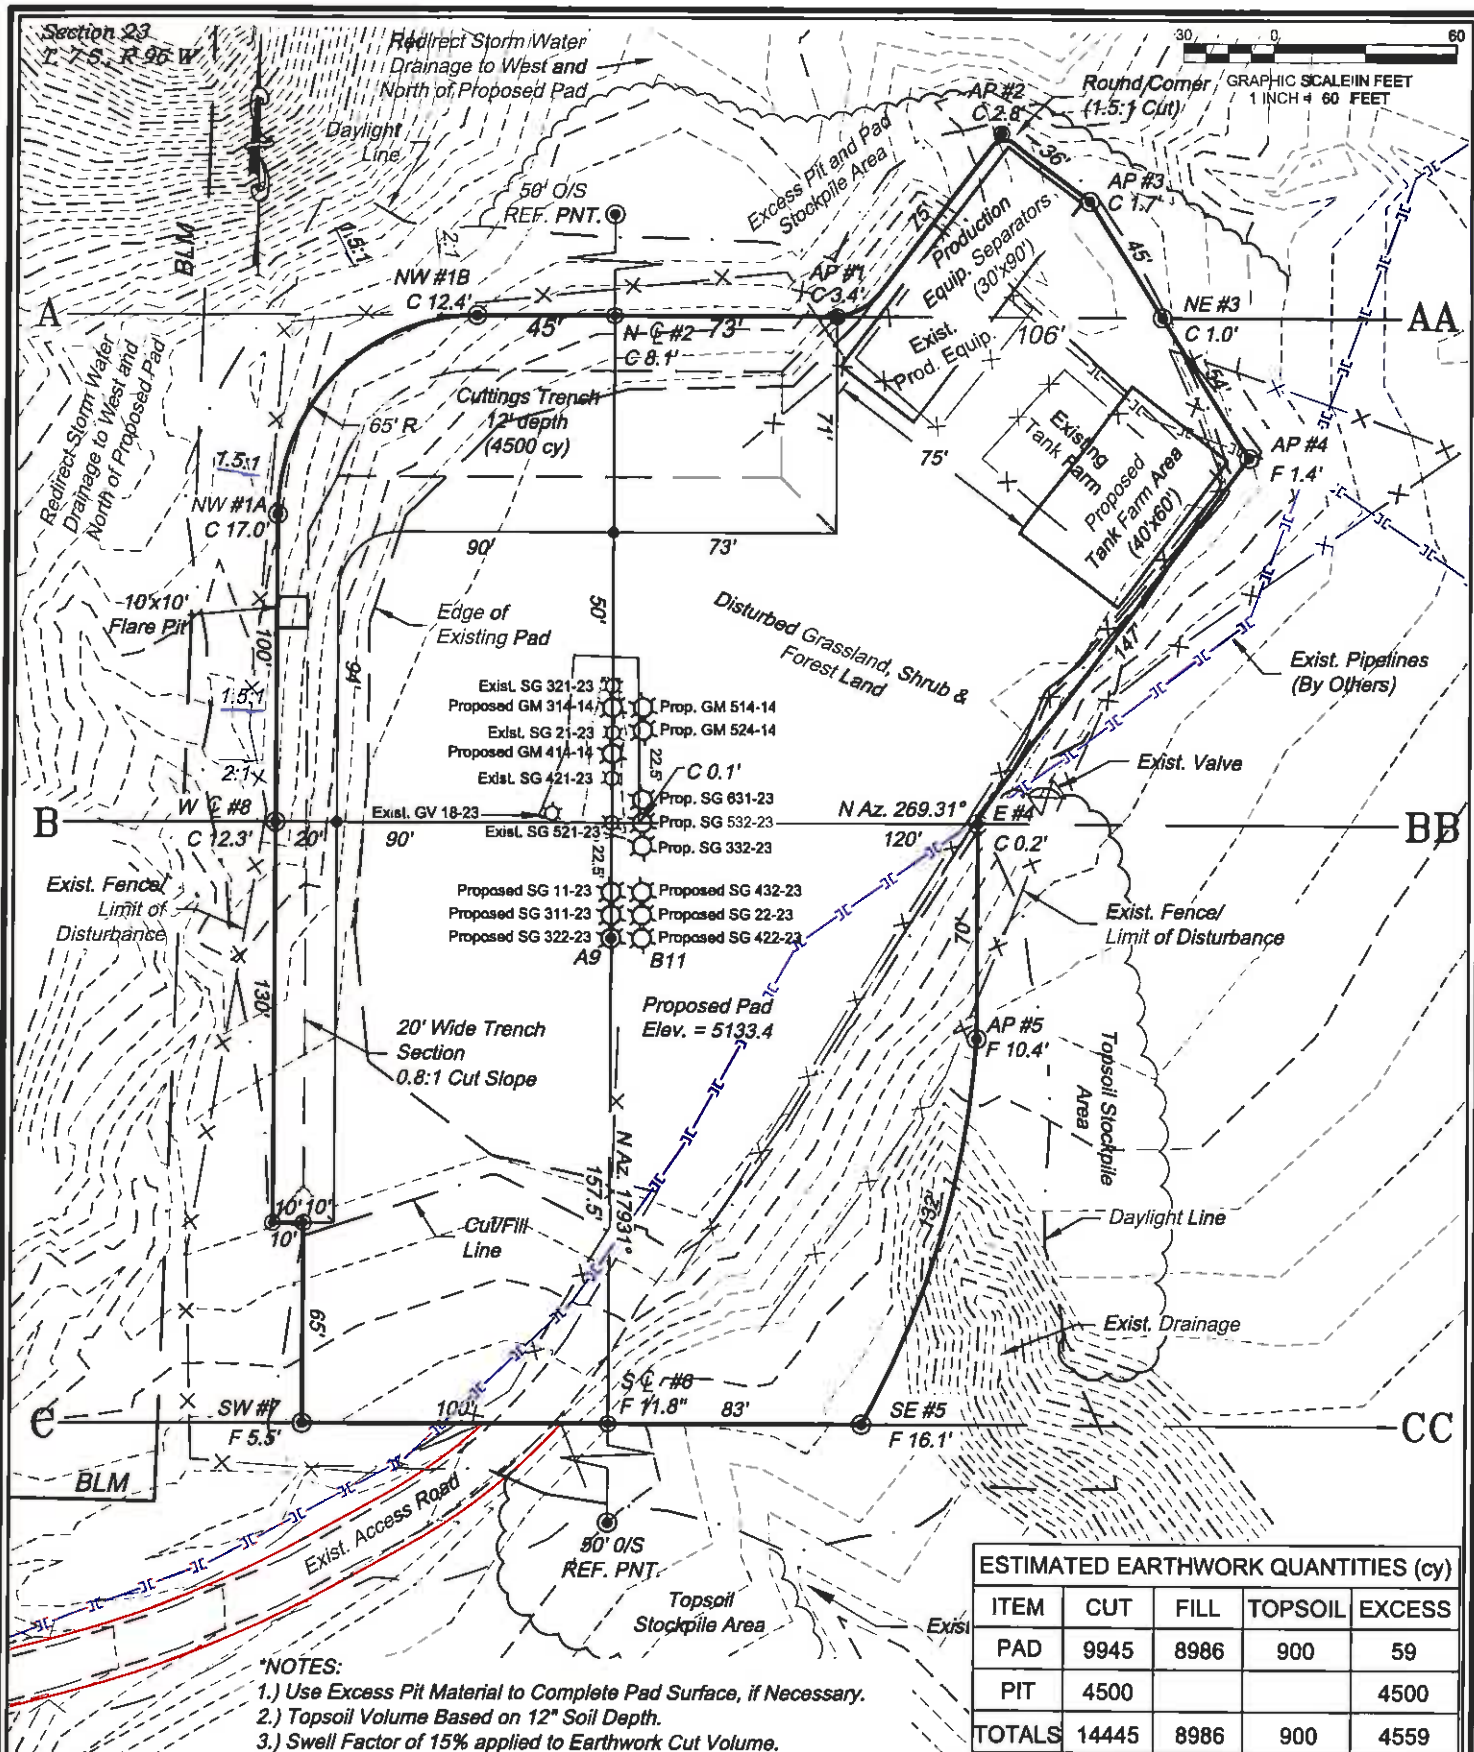 Section 23
T. 7 S., R 96 W
Redirect Storm Water
Drainage to West and
North of Proposed Pad
30 0 60
GRAPHIC SCALE IN FEET
1 INCH = 60 FEET
Round Corner
(1.5:1 Cut)
AP #2
C 2.8'
Daylight
Line
BLM
50' O/S
REF. PNT.
Excess Pit and Pad
Stockpile Area
36'
AP #3
C 1.7'
75'
45'
Production
Equip. Separators
(30'x90')
1.5:1
2:1
NW #1B
C 12.4'
AP #1
C 3.4'
NE #3
C 1.0'
A
AA
45'
N ℄ #2
C 8.1'
73'
106'
Exist.
Prod. Equip.
54'
Redirect Storm Water
Drainage to West and
North of Proposed Pad
65' R
Cuttings Trench
12' depth
(4500 cy)
71'
75'
Existing
Tank Farm
Proposed
Tank Farm Area
(40'x60')
AP #4
F 1.4'
1.5:1
NW #1A
C 17.0'
90'
73'
10'x10'
Flare Pit
100'
94'
50'
Edge of
Existing Pad
Disturbed Grassland, Shrub &
Forest Land
147'
Exist. Pipelines
(By Others)
1.5:1
2:1
Exist. SG 321-23
Proposed GM 314-14
Prop. GM 514-14
Exist. SG 21-23
Prop. GM 524-14
Proposed GM 414-14
22.5'
Exist. SG 421-23
C 0.1'
Exist. Valve
Prop. SG 631-23
W ℄ #8
C 12.3'
Exist. GV 18-23
Exist. SG 521-23
Prop. SG 532-23
Prop. SG 332-23
N Az. 269.31°
E #4
C 0.2'
B
BB
20'
90'
120'
22.5'
Exist. Fence/
Limit of
Disturbance
Proposed SG 11-23
Proposed SG 432-23
Proposed SG 311-23
Proposed SG 22-23
Proposed SG 322-23
Proposed SG 422-23
A9
B11
107'
Exist. Fence/
Limit of Disturbance
130'
Proposed Pad
Elev. = 5133.4
20' Wide Trench
Section
0.8:1 Cut Slope
AP #5
F 10.4'
Topsoil Stockpile
Area
N Az. 179.31°
157.5'
132'
10' 10'
10'
Cut/Fill
Line
Daylight Line
65'
Exist. Drainage
C
CC
SW #7
F 5.5'
100'
S ℄ #6
F 11.8"
83'
SE #5
F 16.1'
BLM
Exist. Access Road
50' O/S
REF. PNT.
Topsoil
Stockpile Area
Exist
ESTIMATED EARTHWORK QUANTITIES (cy)
ITEM CUT FILL TOPSOIL EXCESS
PAD 9945 8986 900 59
PIT 4500 4500
TOTALS 14445 8986 900 4559
*NOTES:
1.) Use Excess Pit Material to Complete Pad Surface, if Necessary.
2.) Topsoil Volume Based on 12" Soil Depth.
3.) Swell Factor of 15% applied to Earthwork Cut Volume.